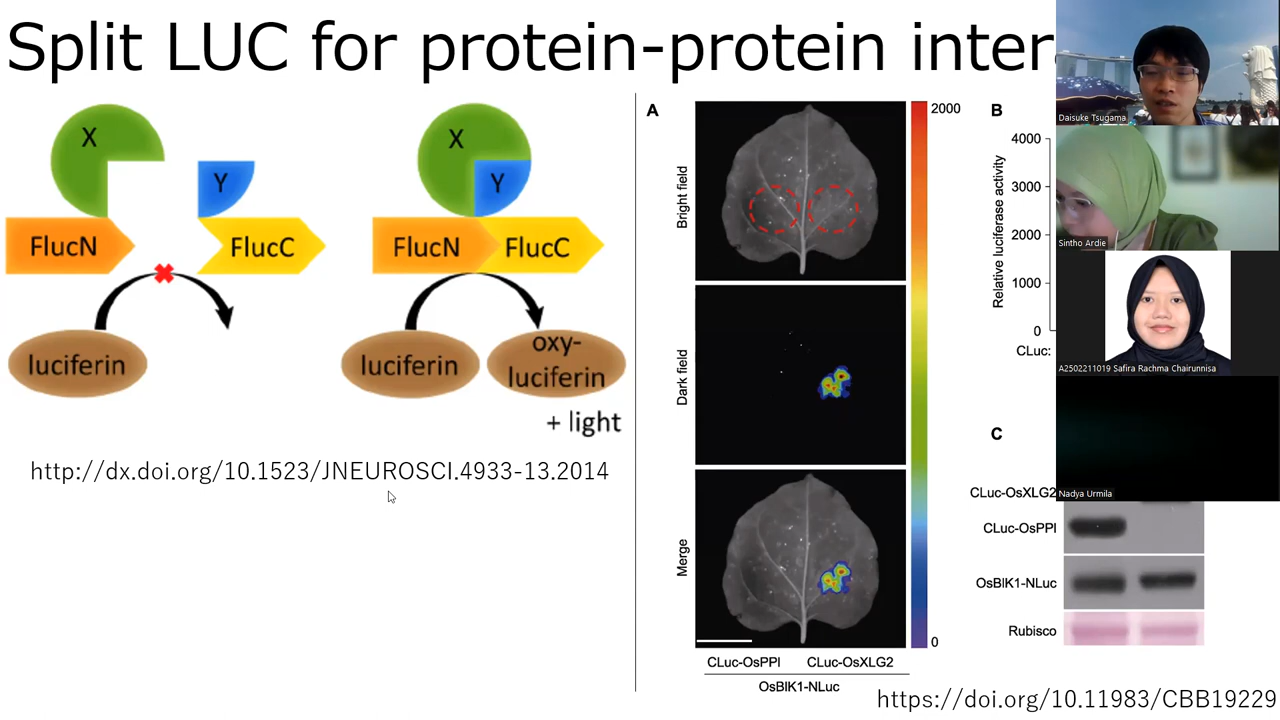 Split LUC for protein-protein inter
X
Y
FlucN
FlucC
luciferin
X
Y
FlucN
FlucC
luciferin
oxy-
luciferin
+ light
http://dx.doi.org/10.1523/JNEUROSCI.4933-13.2014
A
Bright field
Dark field
Merge
2000
0
CLuc-OsPPI
CLuc-OsXLG2
OsBIK1-NLuc
B
Relative luciferase activity
4000
3000
2000
1000
0
CLuc:
C
CLuc-OsXLG2
CLuc-OsPPI
OsBIK1-NLuc
Rubisco
https://doi.org/10.11983/CBB19229
Daisuke Tsugama
Sintho Ardie
A2502211019 Safira Rachma Chairunnisa
Nadya Urmila